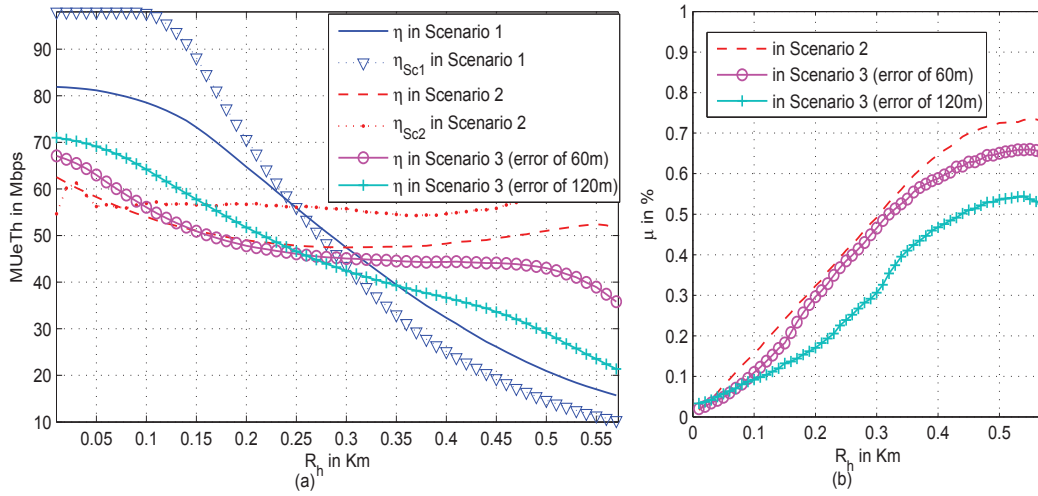 MUeTh in Mbps
98
90
80
70
60
50
40
30
20
10
0.05 0.1 0.15 0.2 0.25 0.3 0.35 0.4 0.45 0.5 0.55
R_h in Km
(a)
η in Scenario 1
η_Sc1 in Scenario 1
η in Scenario 2
η_Sc2 in Scenario 2
η in Scenario 3 (error of 60m)
η in Scenario 3 (error of 120m)
μ in %
1
0.9
0.8
0.7
0.6
0.5
0.4
0.3
0.2
0.1
0
0 0.1 0.2 0.3 0.4 0.5
R_h in Km
(b)
in Scenario 2
in Scenario 3 (error of 60m)
in Scenario 3 (error of 120m)